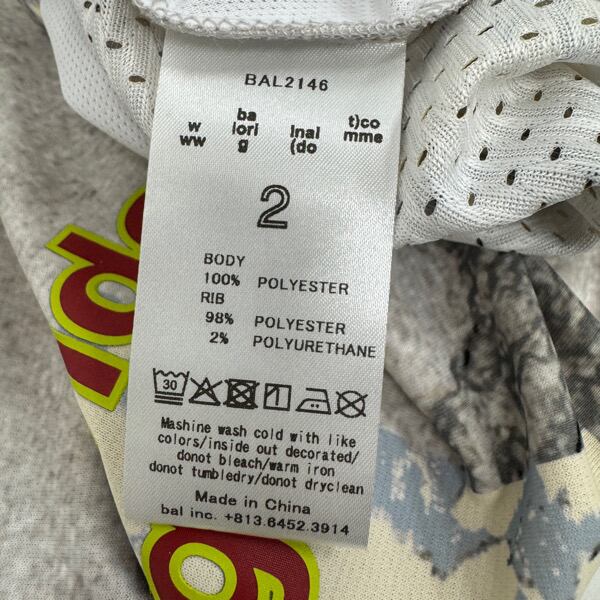 BAL2146
w ba Inal t)co
ww lori (do mme
g
2
BODY
100% POLYESTER
RIB
98% POLYESTER
2% POLYURETHANE
30
Mashine wash cold with like
colors/inside out decorated/
donot bleach/warm iron
donot tumbledry/donot dryclean
Made in China
bal inc. +813.6452.3914